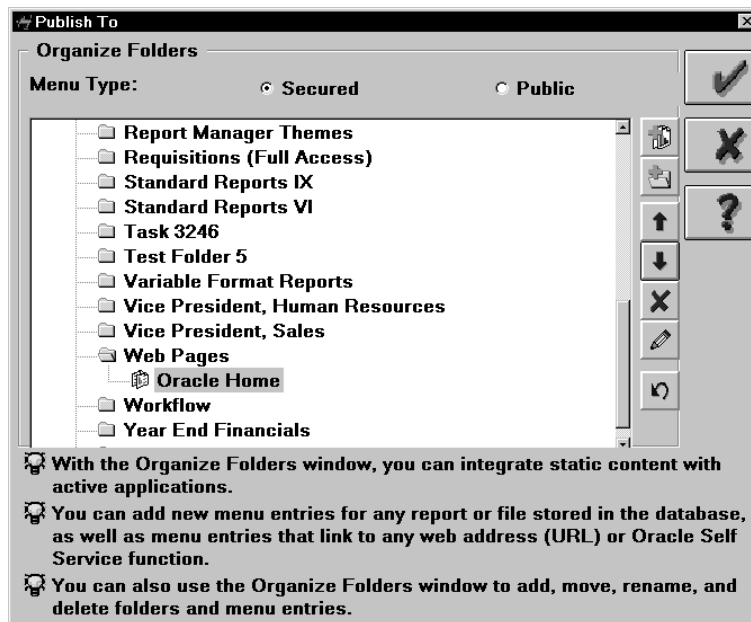 Publish To
Organize Folders
Menu Type: Secured Public
Report Manager Themes
Requisitions (Full Access)
Standard Reports IX
Standard Reports VI
Task 3246
Test Folder 5
Variable Format Reports
Vice President, Human Resources
Vice President, Sales
Web Pages
Oracle Home
Workflow
Year End Financials
With the Organize Folders window, you can integrate static content with
active applications.
You can add new menu entries for any report or file stored in the database,
as well as menu entries that link to any web address (URL) or Oracle Self
Service function.
You can also use the Organize Folders window to add, move, rename, and
delete folders and menu entries.